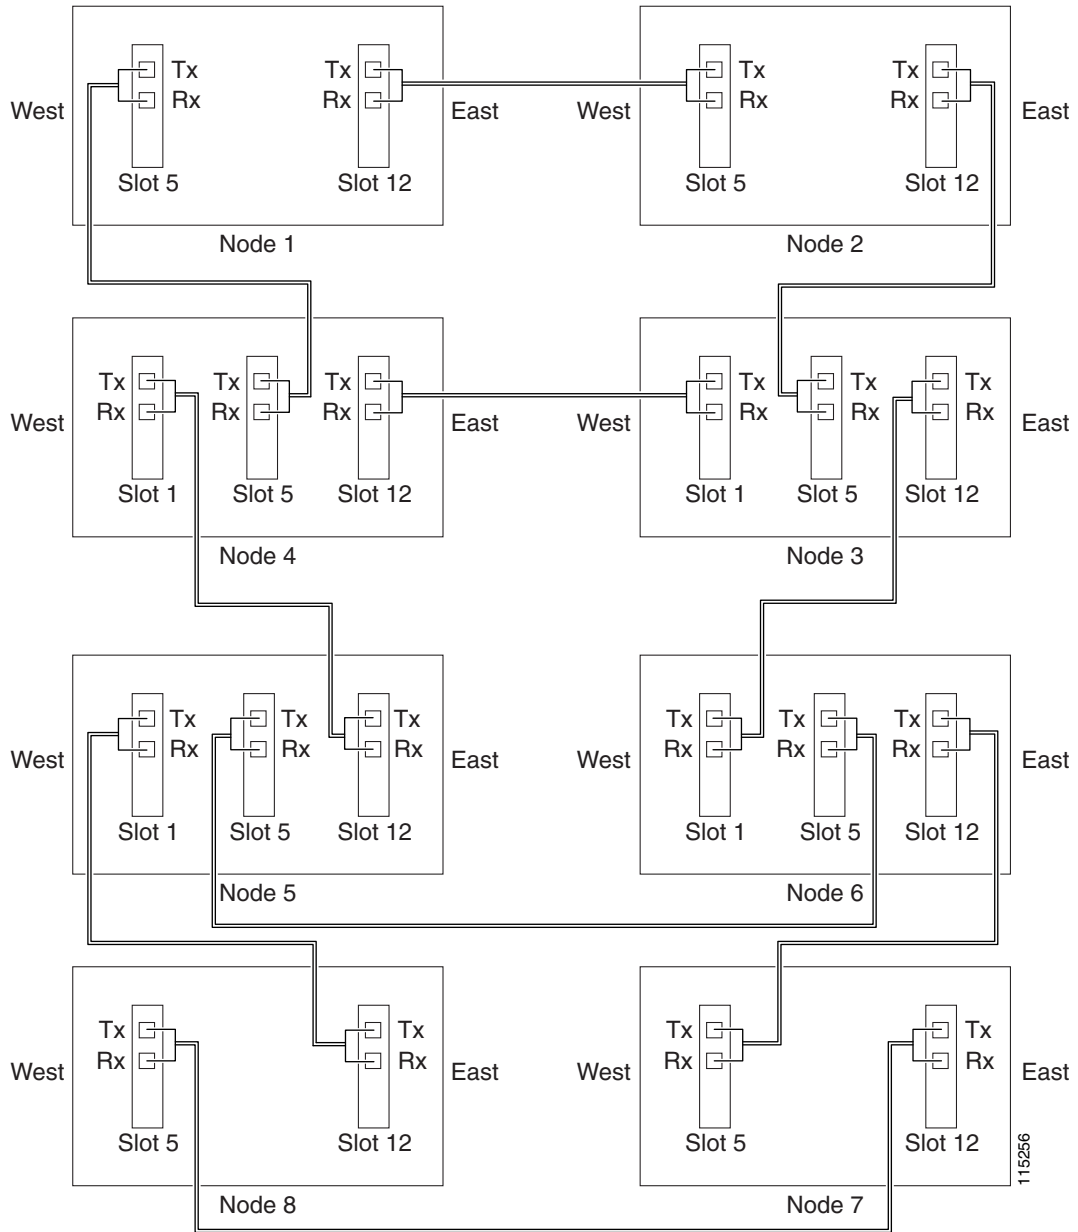 Tx Tx Tx Tx
West Rx Rx East West Rx Rx East
Slot 5 Slot 12 Slot 5 Slot 12
Node 1 Node 2
Tx Tx Tx Tx Tx Tx
West Rx Rx Rx East West Rx Rx Rx East
Slot 1 Slot 5 Slot 12 Slot 1 Slot 5 Slot 12
Node 4 Node 3
Tx Tx Tx Tx Tx Tx
West Rx Rx Rx East West Rx Rx Rx East
Slot 1 Slot 5 Slot 12 Slot 1 Slot 5 Slot 12
Node 5 Node 6
Tx Tx Tx Tx
West Rx Rx East West Rx Rx East
Slot 5 Slot 12 Slot 5 Slot 12
Node 8 Node 7
115256